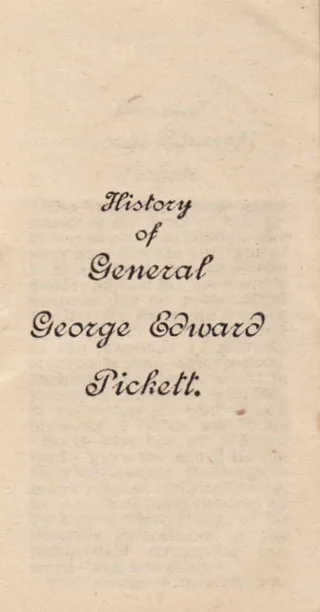 History
of
General
George Edward
Pickett.